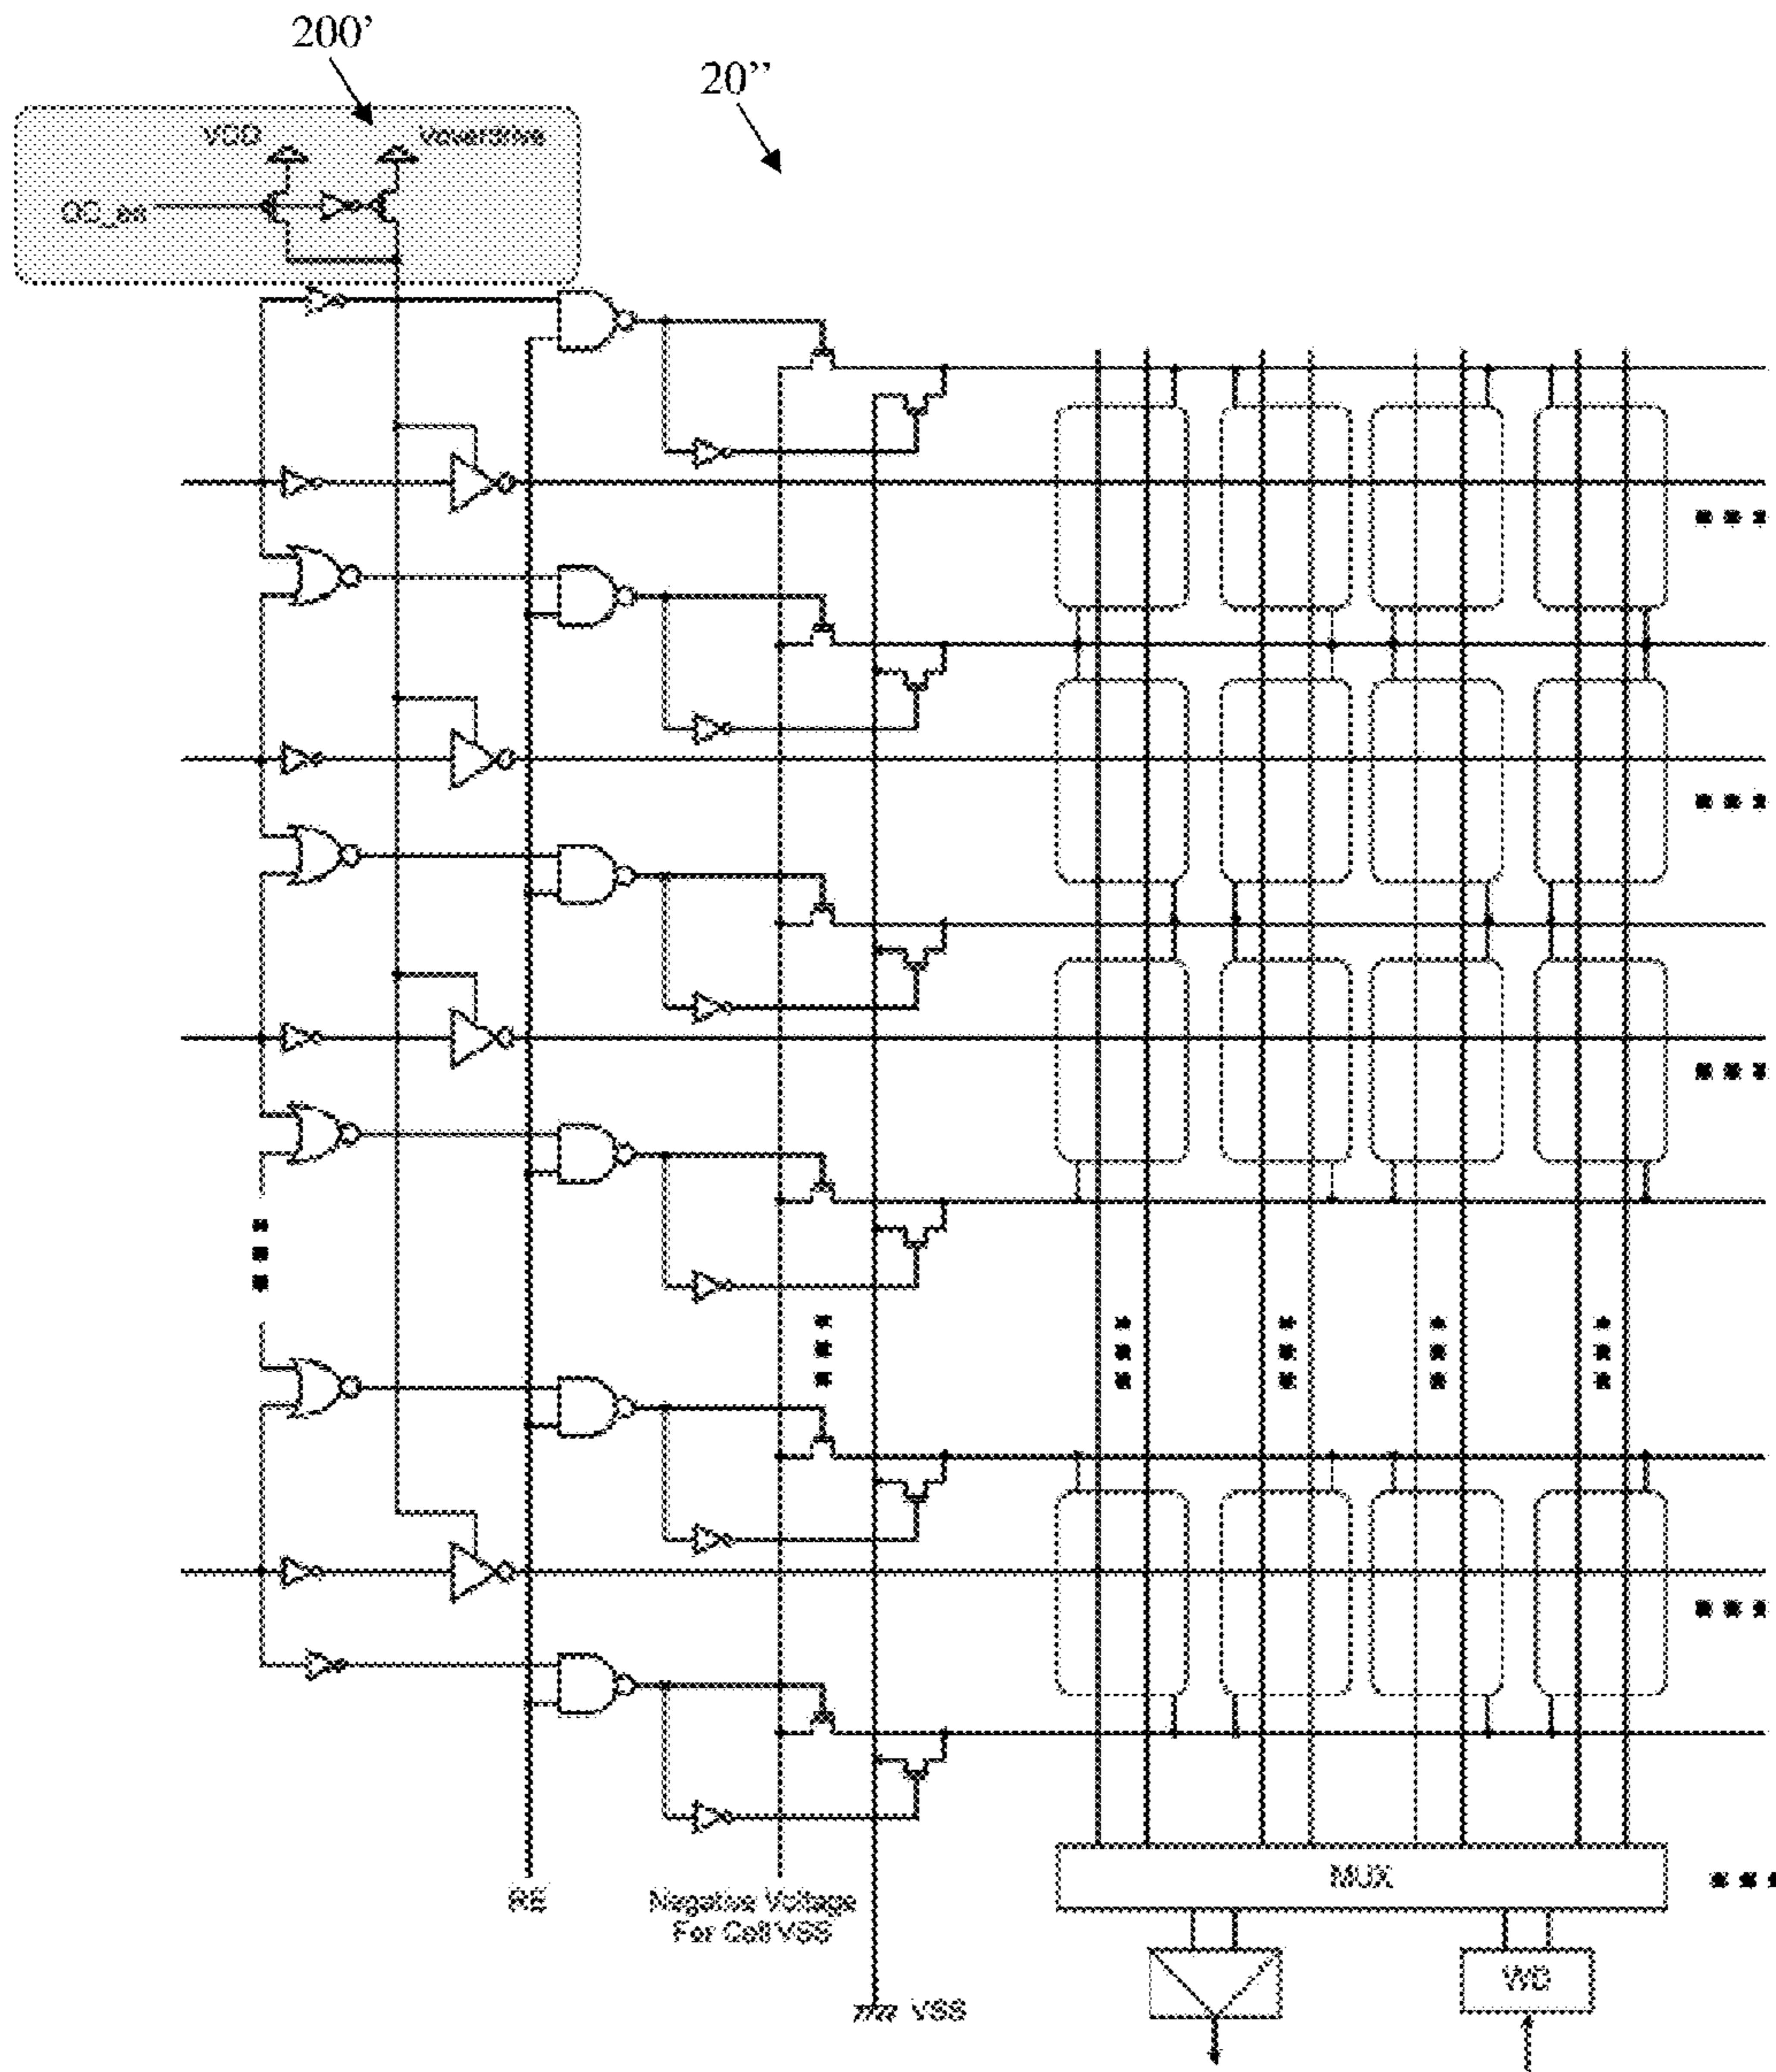 200’
20”
VDD
Voverdrive
RE
Negative Voltage
For Cell VSS
VSS
MUX
WD